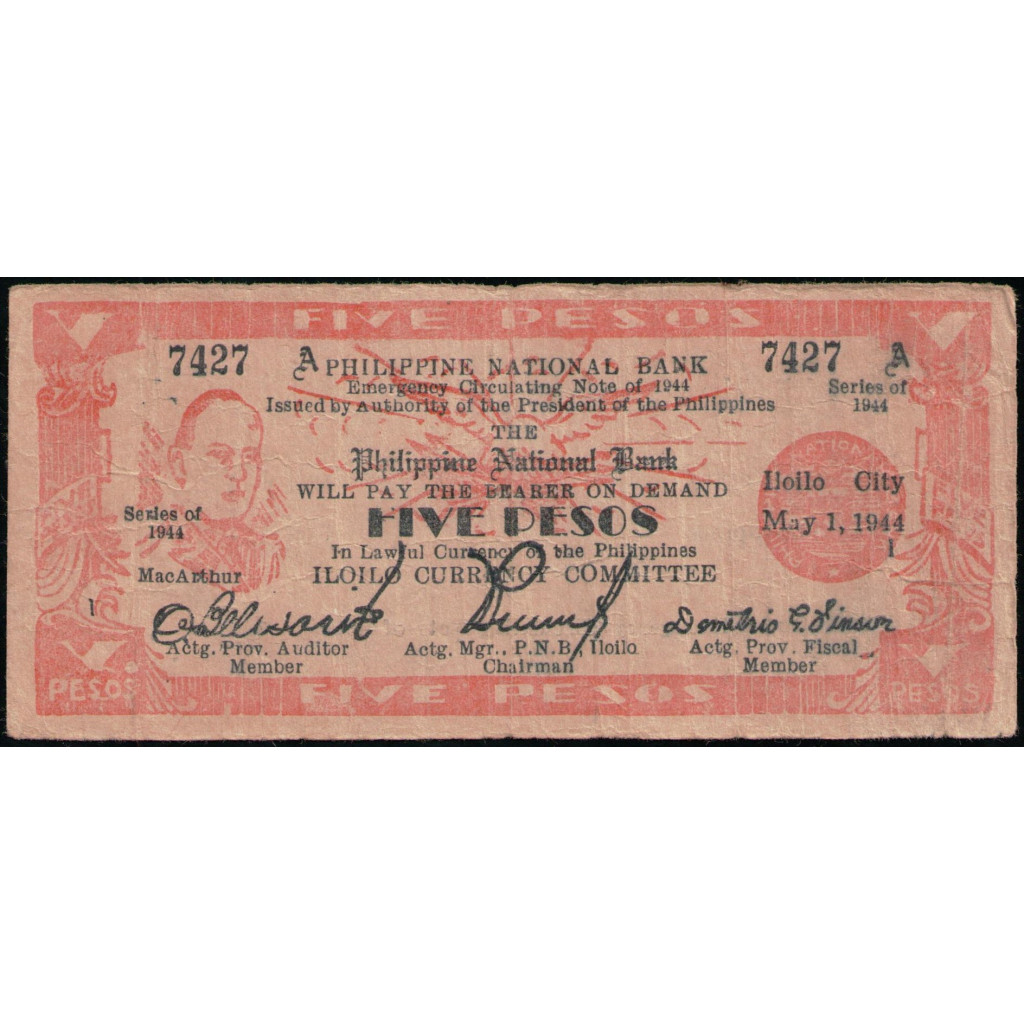 FIVE PESOS
7427 A PHILIPPINE NATIONAL BANK 7427 A
Emergency Circulating Note of 1944
Series of
1944
Issued by Authority of the President of the Philippines
THE
Philippine National Bank
WILL PAY THE BEARER ON DEMAND
FIVE PESOS
Iloilo City
May 1, 1944
1
Series of
1944
In Lawful Currency of the Philippines
MacArthur
ILOILO CURRENCY COMMITTEE
1
Demetrio G. Vinson
Actg. Prov. Auditor
Member
Actg. Mgr., P.N.B., Iloilo
Chairman
Actg. Prov. Fiscal
Member
PESOS
FIVE PESOS
PESOS